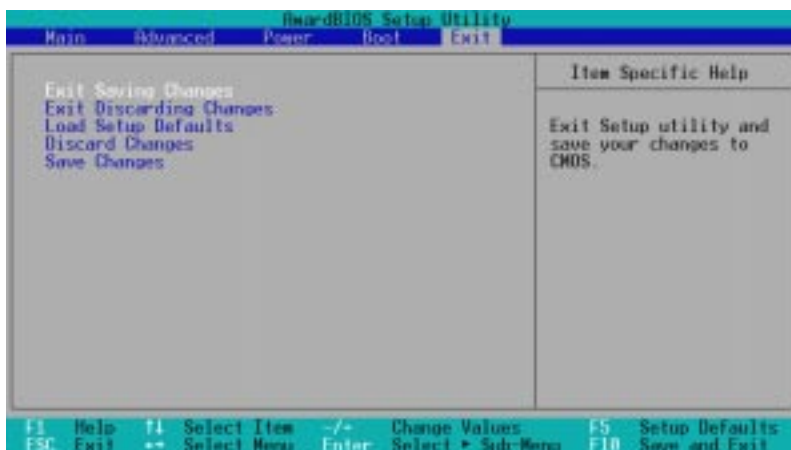 AwardBIOS Setup Utility
Main Advanced Power Boot Exit
Exit Saving Changes
Exit Discarding Changes
Load Setup Defaults
Discard Changes
Save Changes
Item Specific Help
Exit Setup utility and
save your changes to
CMOS.
F1 Help ↑↓ Select Item -/+ Change Values F5 Setup Defaults
ESC Exit ←→ Select Menu Enter Select ▶ Sub-Menu F10 Save and Exit